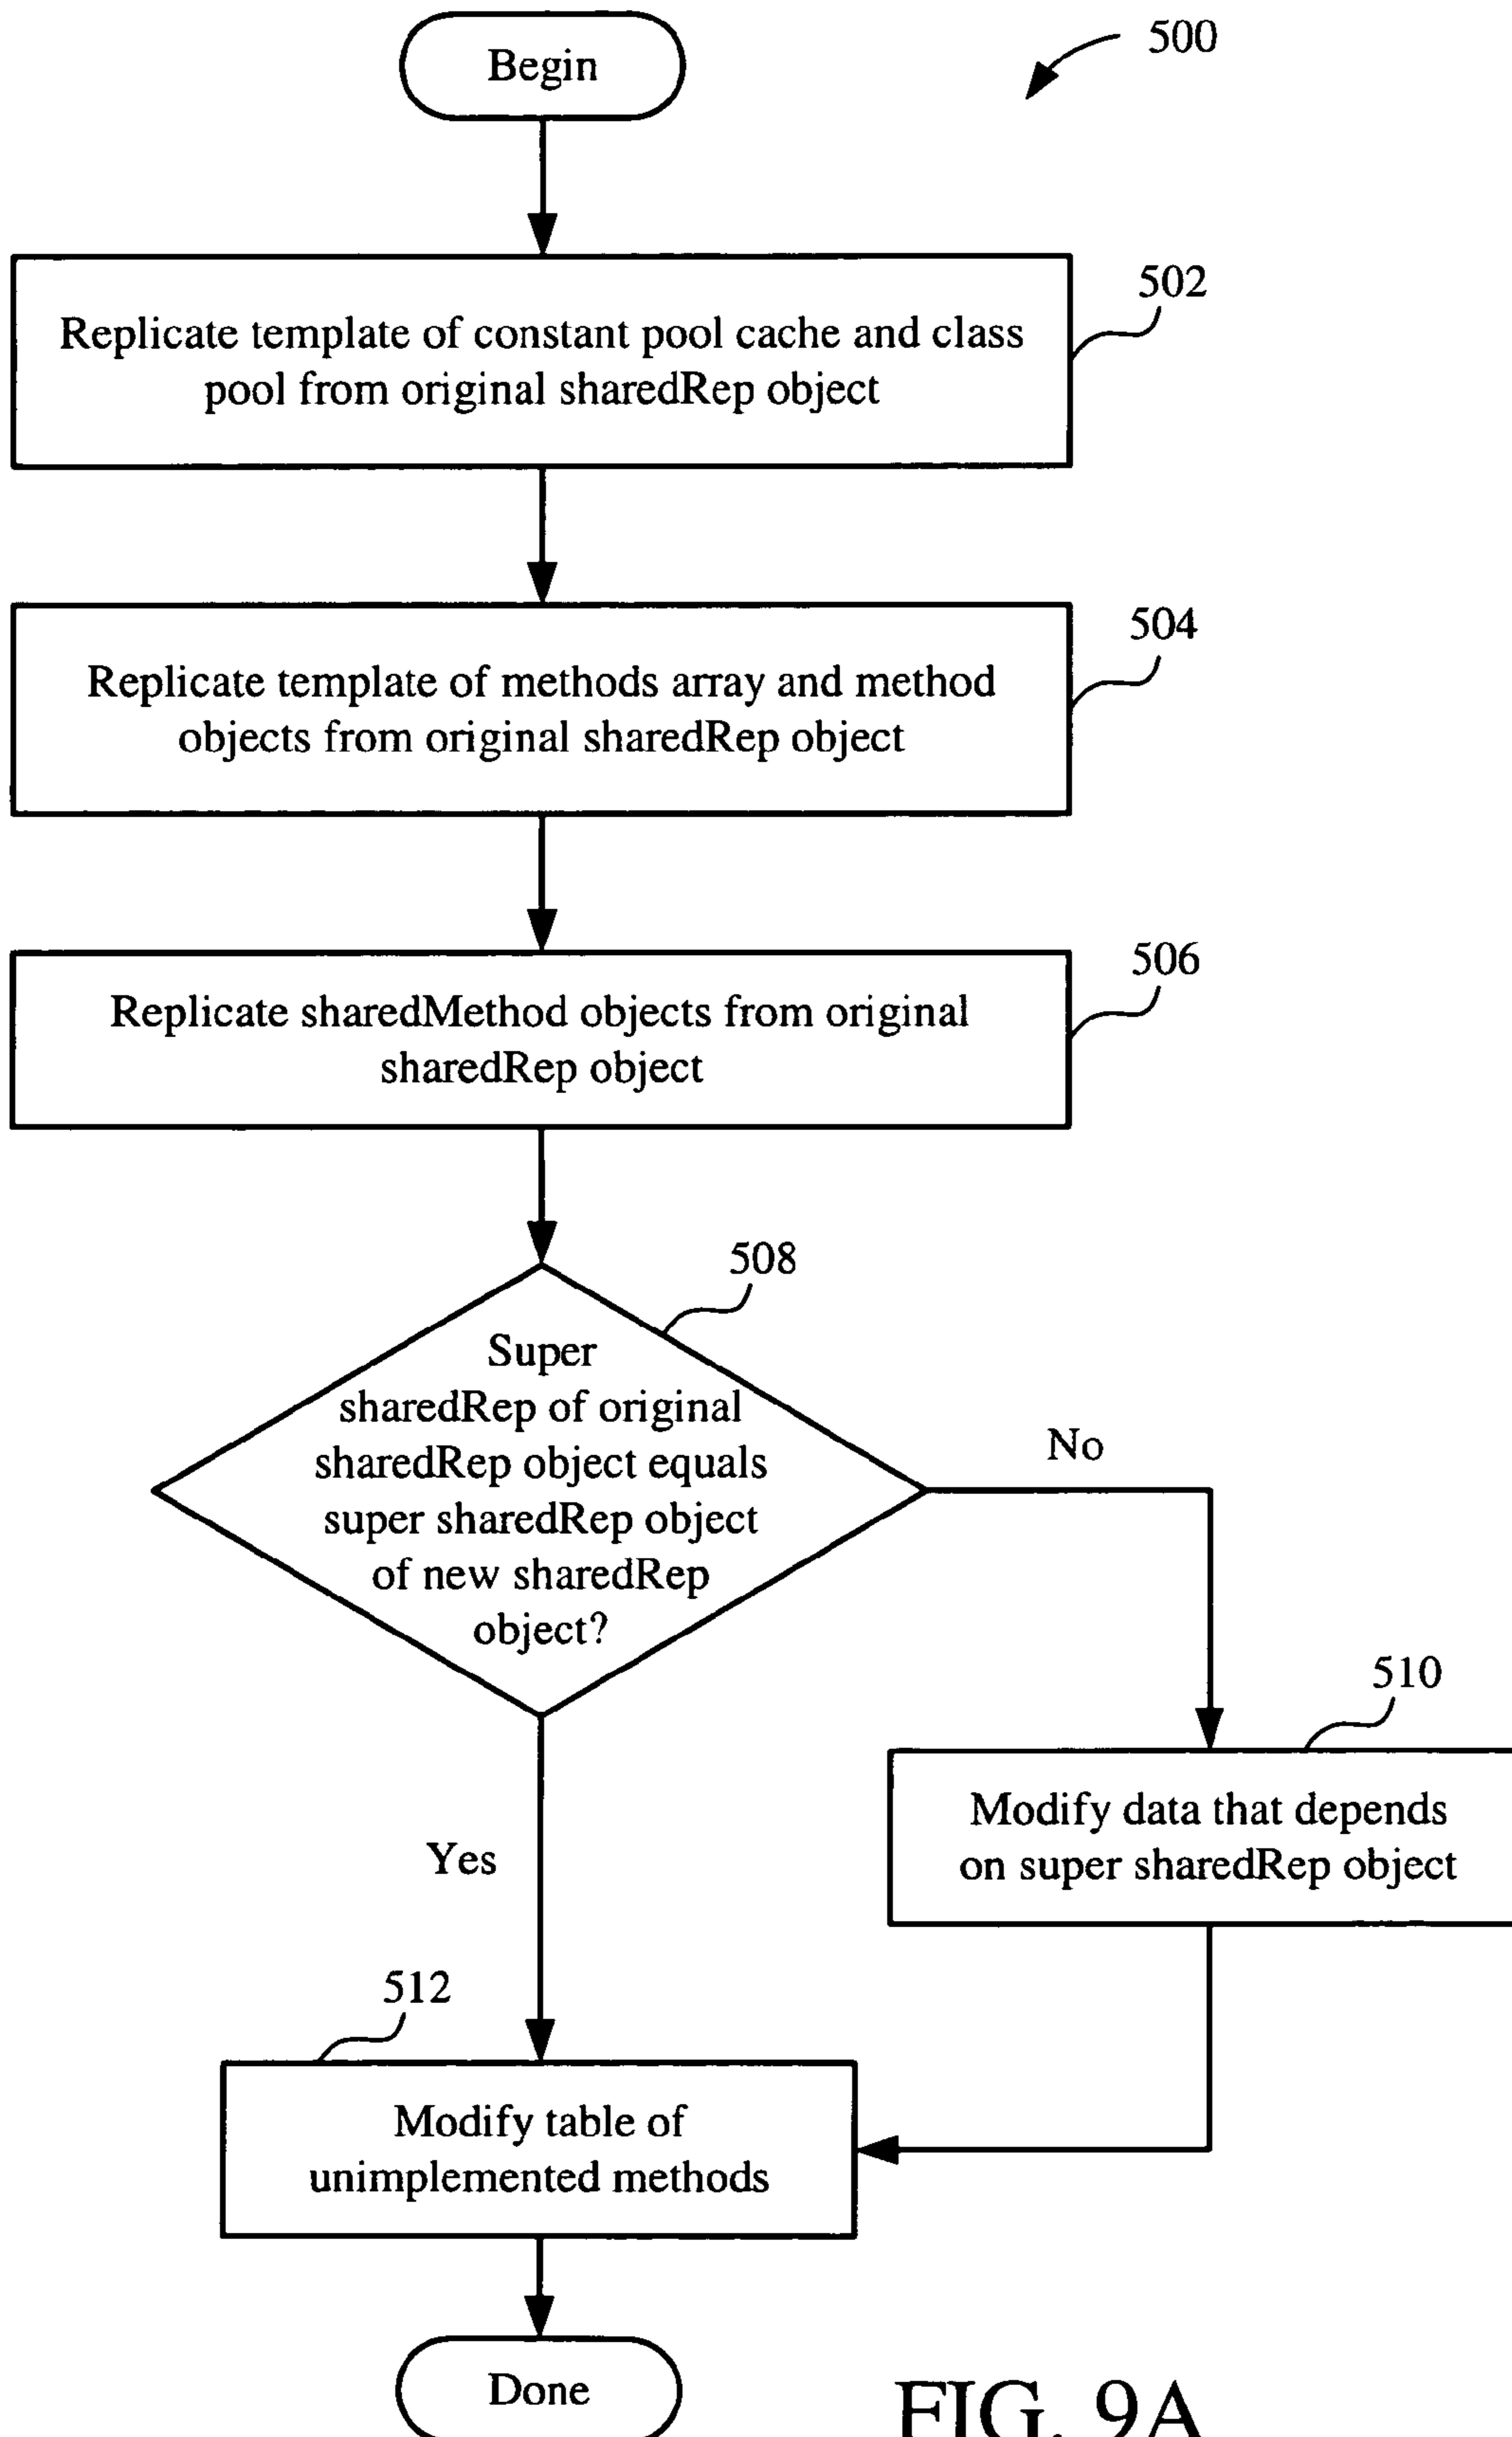 Begin
500
Replicate template of constant pool cache and class
pool from original sharedRep object
502
Replicate template of methods array and method
objects from original sharedRep object
504
Replicate sharedMethod objects from original
sharedRep object
506
508
Super
sharedRep of original
sharedRep object equals
super sharedRep object
of new sharedRep
object?
No
510
Modify data that depends
on super sharedRep object
Yes
512
Modify table of
unimplemented methods
Done
FIG. 9A